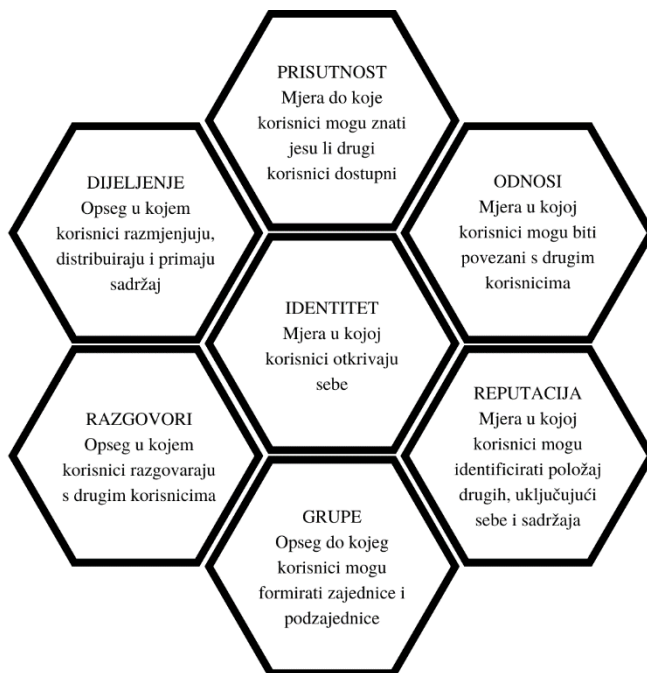 PRISUTNOST
Mjera do koje
korisnici mogu znati
jesu li drugi
korisnici dostupni
DIJELJENJE
Opseg u kojem
korisnici razmjenjuju,
distribuiraju i primaju
sadržaj
ODNOSI
Mjera u kojoj
korisnici mogu biti
povezani s drugim
korisnicima
IDENTITET
Mjera u kojoj
korisnici otkrivaju
sebe
RAZGOVORI
Opseg u kojem
korisnici razgovaraju
s drugim korisnicima
REPUTACIJA
Mjera u kojoj
korisnici mogu
identificirati položaj
drugih, uključujući
sebe i sadržaja
GRUPE
Opseg do kojeg
korisnici mogu
formirati zajednice i
podzajednice